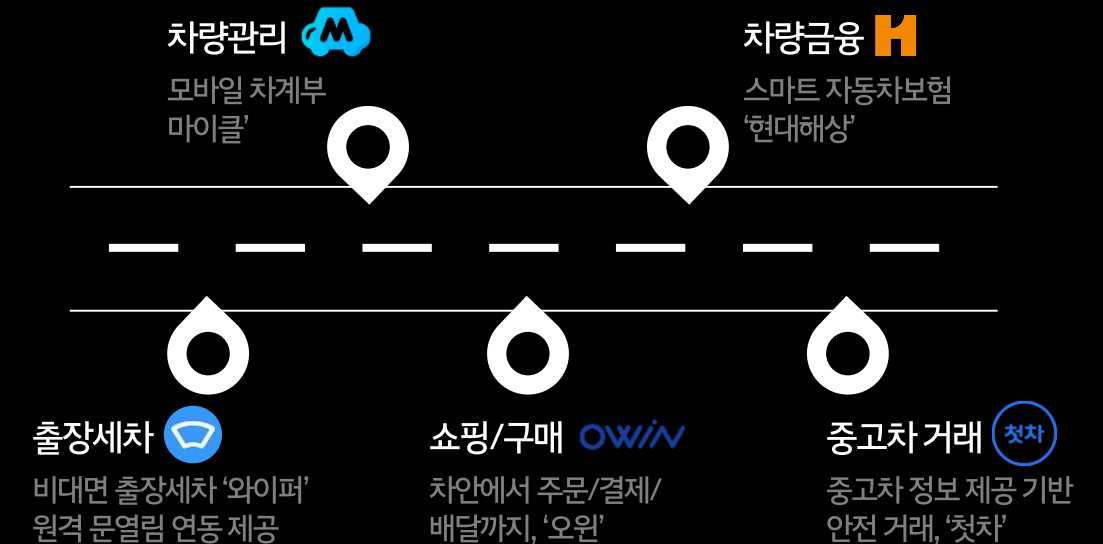 차량관리 M
모바일 차계부
마이클’
차량금융 H
스마트 자동차보험
‘현대해상’
출장세차
비대면 출장세차 ‘와이퍼’
원격 문열림 연동 제공
쇼핑/구매 OWiN
차안에서 주문/결제/
배달까지, ‘오윈’
중고차 거래 첫차
중고차 정보 제공 기반
안전 거래, ‘첫차’